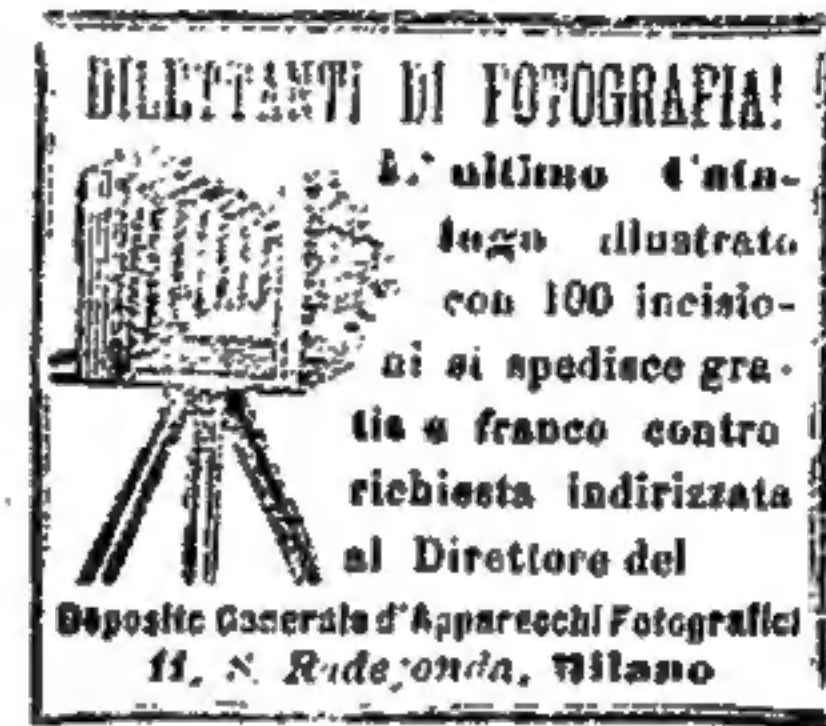 DILETTANTI DI FOTOGRAFIA!
L'ultimo Cata-
logo illustrato
con 100 incisio-
ni si spedisce gra-
tis e franco contro
richiesta indirizzata
al Direttore del
Deposito Generale d'Apparecchi Fotografici
11, S. Radegonda, Milano